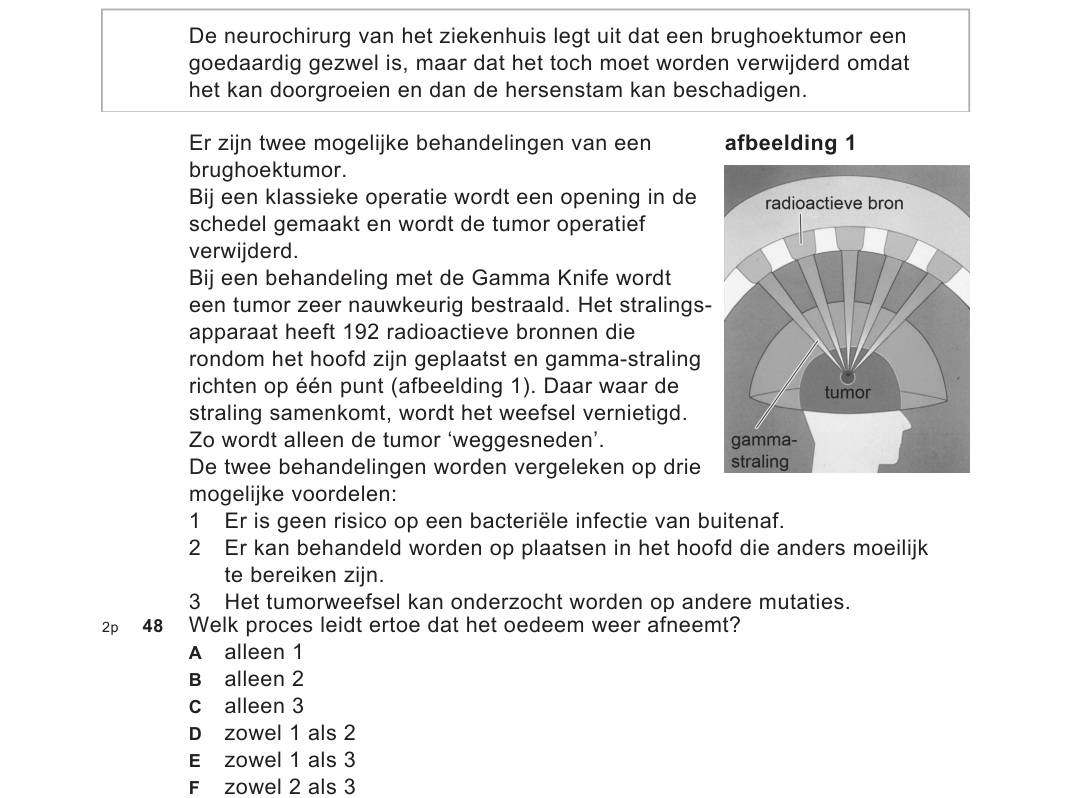 De neurochirurg van het ziekenhuis legt uit dat een brughoektumor een
goedaardig gezwel is, maar dat het toch moet worden verwijderd omdat
het kan doorgroeien en dan de hersenstam kan beschadigen.
Er zijn twee mogelijke behandelingen van een
brughoektumor.
Bij een klassieke operatie wordt een opening in de
schedel gemaakt en wordt de tumor operatief
verwijderd.
Bij een behandeling met de Gamma Knife wordt
een tumor zeer nauwkeurig bestraald. Het stralings-
apparaat heeft 192 radioactieve bronnen die
rondom het hoofd zijn geplaatst en gamma-straling
richten op één punt (afbeelding 1). Daar waar de
straling samenkomt, wordt het weefsel vernietigd.
Zo wordt alleen de tumor ‘weggesneden’.
De twee behandelingen worden vergeleken op drie
mogelijke voordelen:
afbeelding 1
radioactieve bron
tumor
gamma-
straling
1 Er is geen risico op een bacteriële infectie van buitenaf.
2 Er kan behandeld worden op plaatsen in het hoofd die anders moeilijk
te bereiken zijn.
3 Het tumorweefsel kan onderzocht worden op andere mutaties.
2p 48 Welk proces leidt ertoe dat het oedeem weer afneemt?
A alleen 1
B alleen 2
C alleen 3
D zowel 1 als 2
E zowel 1 als 3
F zowel 2 als 3